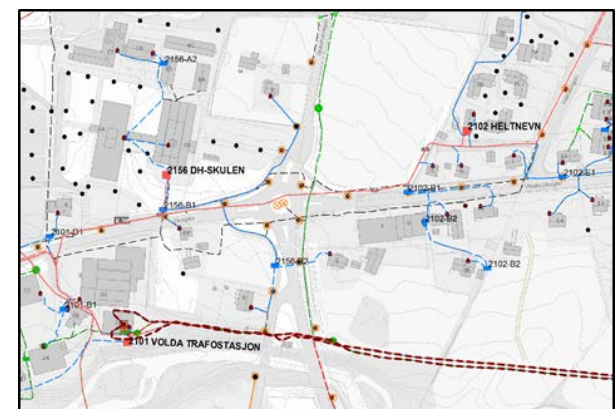 2156-A2
2102 HELTNEVN
2156 DH-SKULEN
2102-E1
2102-B1
2156-B1
2102-B2
2101-D1
2156-B2
2102-B2
2101-B1
2101 VOLDA TRAFOSTASJON